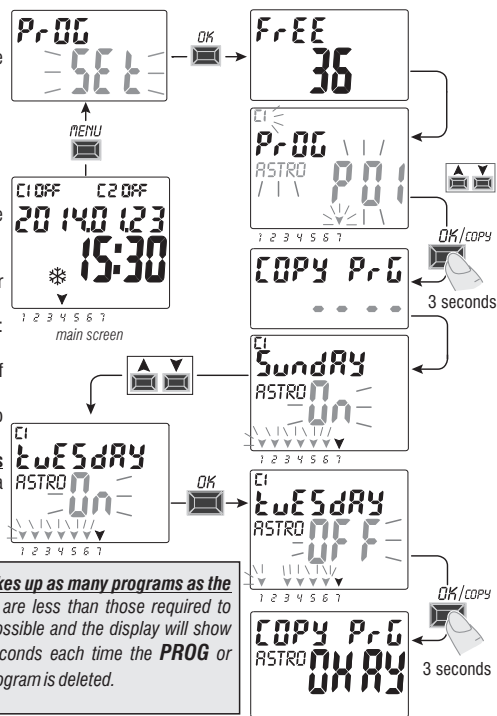 PrOG
SEt
OK
FrEE
36
MENU
C1
PrOG
ASTRO P01
1 2 3 4 5 6 7
C1 OFF C2 OFF
2014.01.23
15:30
1 2 3 4 5 6 7
main screen
OK/COPY
3 seconds
COPY PrG
- - - -
C1
SundAY
ASTRO On
1 2 3 4 5 6 7
C1
tuESdAY
ASTRO On
1 2 3 4 5 6 7
OK
C1
tuESdAY
ASTRO OFF
1 2 3 4 5 6 7
OK/COPY
3 seconds
COPY PrG
ASTRO OKAY
up as many programs as the
are less than those required to
and the display will show
each time the PROG or
is deleted.